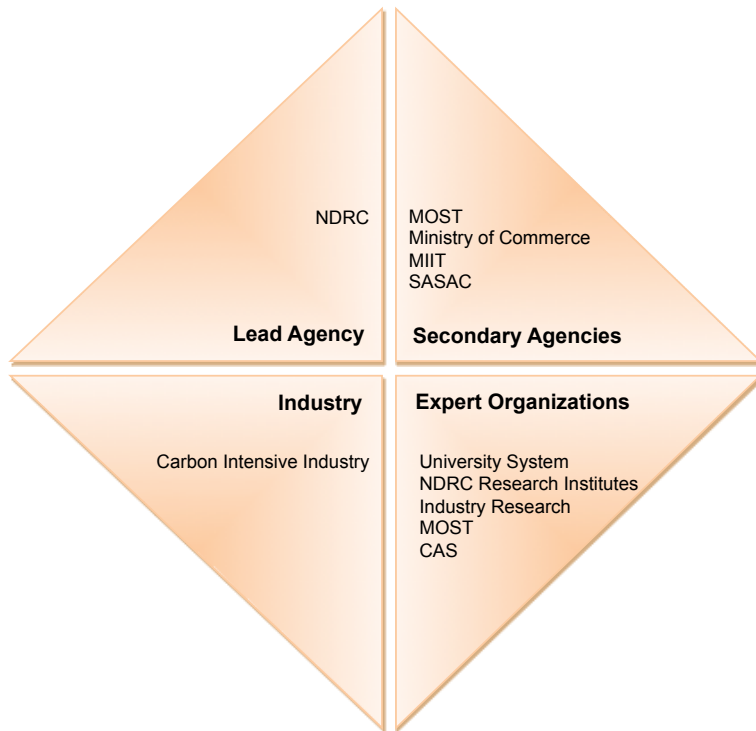 NDRC
Lead Agency
MOST
Ministry of Commerce
MIIT
SASAC
Secondary Agencies
Industry
Carbon Intensive Industry
Expert Organizations
University System
NDRC Research Institutes
Industry Research
MOST
CAS